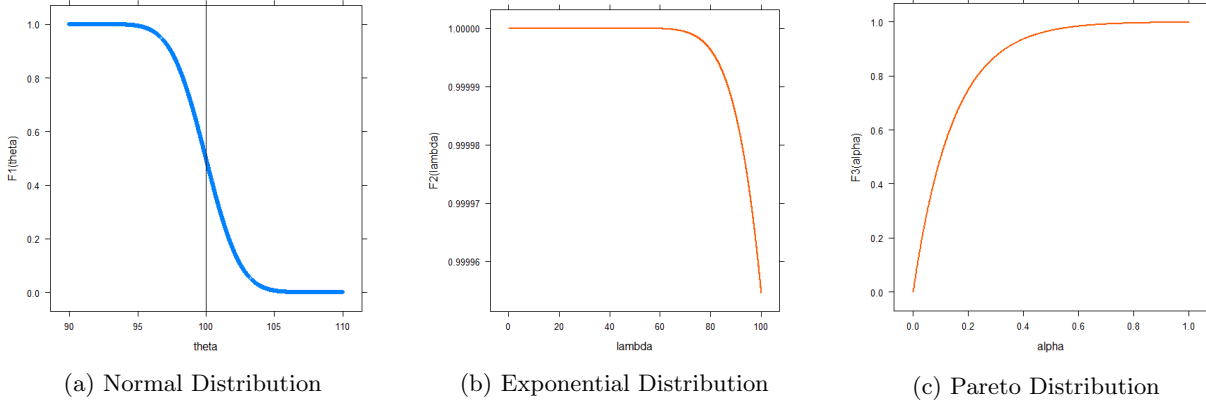 F1(theta)
1.0
0.8
0.6
0.4
0.2
0.0
90 95 100 105 110
theta
(a) Normal Distribution
F2(lambda)
1.00000
0.99999
0.99998
0.99997
0.99996
0 20 40 60 80 100
lambda
(b) Exponential Distribution
F3(alpha)
1.0
0.8
0.6
0.4
0.2
0.0
0.0 0.2 0.4 0.6 0.8 1.0
alpha
(c) Pareto Distribution